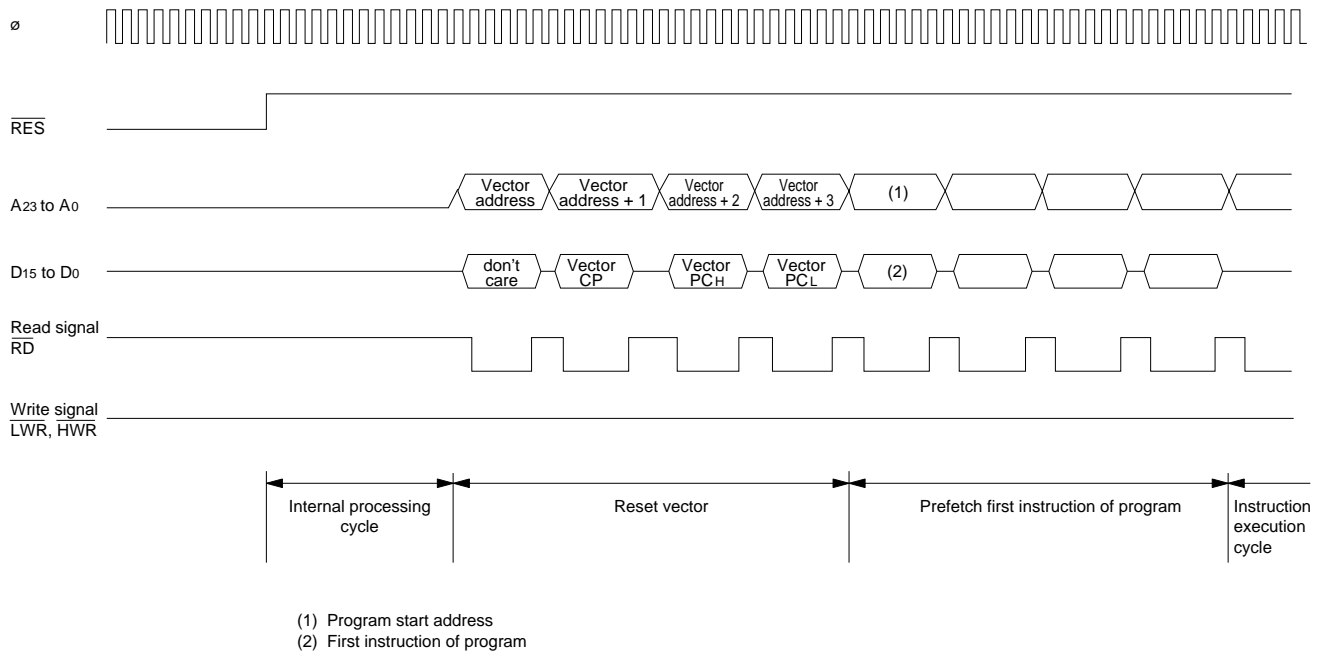 ø
RES
A23 to A0
Vector
address
Vector
address + 1
Vector
address + 2
Vector
address + 3
(1)
D15 to D0
don't
care
Vector
CP
Vector
PCH
Vector
PCL
(2)
Read signal
RD
Write signal
LWR, HWR
Internal processing
cycle
Reset vector
Prefetch first instruction of program
Instruction
execution
cycle
(1) Program start address
(2) First instruction of program